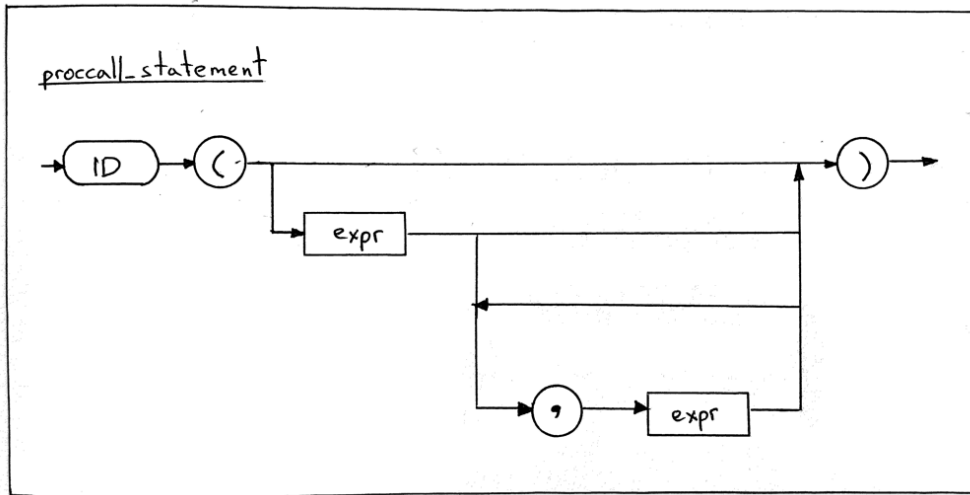 proccall_statement
ID ( )
expr
, expr